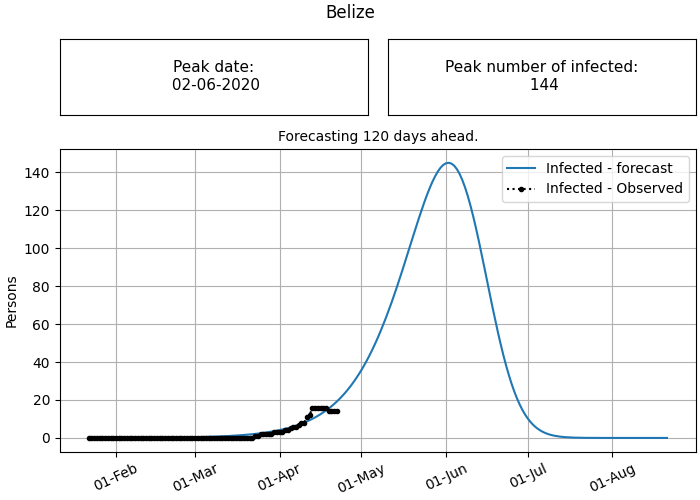 Belize
Peak date:
02-06-2020
Peak number of infected:
144
Forecasting 120 days ahead.
Infected - forecast
Infected - Observed
Persons
140
120
100
80
60
40
20
0
01-Feb
01-Mar
01-Apr
01-May
01-Jun
01-Jul
01-Aug